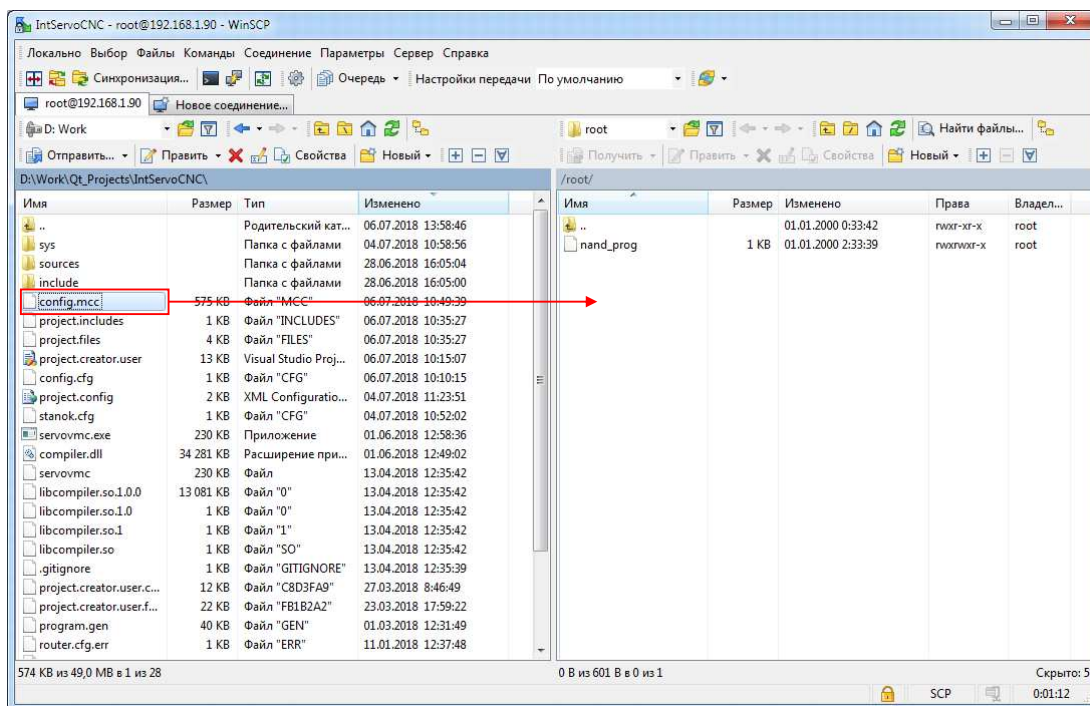 IntServoCNC - root@192.168.1.90 - WinSCP
Локально Выбор Файлы Команды Соединение Параметры Сервер Справка
Синхронизация... Очередь Настройки передачи По умолчанию
root@192.168.1.90 Новое соединение...
D: Work root Найти файлы...
Отправить... Править Свойства Новый Получить Править Свойства Новый
D:\Work\Qt_Projects\IntServoCNC\ /root/
Имя Размер Тип Изменено Имя Размер Изменено Права Владел...
.. Родительский кат... 06.07.2018 13:58:46 .. 01.01.2000 0:33:42 rwxr-xr-x root
sys Папка с файлами 04.07.2018 10:58:56 nand_prog 1 KB 01.01.2000 2:33:39 rwxrwxr-x root
sources Папка с файлами 28.06.2018 16:05:04
include Папка с файлами 28.06.2018 16:05:00
config.mcc 575 KB Файл "MCC" 06.07.2018 10:49:39
project.includes 1 KB Файл "INCLUDES" 06.07.2018 10:35:27
project.files 4 KB Файл "FILES" 06.07.2018 10:35:27
project.creator.user 13 KB Visual Studio Proj... 06.07.2018 10:15:07
config.cfg 1 KB Файл "CFG" 06.07.2018 10:10:15
project.config 2 KB XML Configuratio... 04.07.2018 11:23:51
stanok.cfg 1 KB Файл "CFG" 04.07.2018 10:52:02
servovmc.exe 230 KB Приложение 01.06.2018 12:58:36
compiler.dll 34 281 KB Расширение при... 01.06.2018 12:49:02
servovmc 230 KB Файл 13.04.2018 12:35:42
libcompiler.so.1.0.0 13 081 KB Файл "0" 13.04.2018 12:35:42
libcompiler.so.1.0 1 KB Файл "0" 13.04.2018 12:35:42
libcompiler.so.1 1 KB Файл "1" 13.04.2018 12:35:42
libcompiler.so 1 KB Файл "SO" 13.04.2018 12:35:42
.gitignore 1 KB Файл "GITIGNORE" 13.04.2018 12:35:39
project.creator.user.c... 12 KB Файл "C8D3FA9" 27.03.2018 8:46:49
project.creator.user.f... 22 KB Файл "FB1B2A2" 23.03.2018 17:59:22
program.gen 40 KB Файл "GEN" 01.03.2018 12:31:49
router.cfg.err 1 KB Файл "ERR" 11.01.2018 12:37:48
574 KB из 49,0 MB в 1 из 28 0 B из 601 B в 0 из 1 Скрыто: 5
SCP 0:01:12